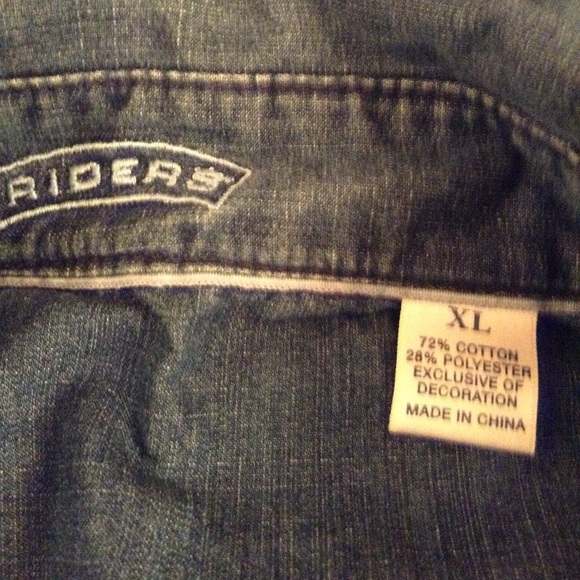 RIDERS
XL
72% COTTON
28% POLYESTER
EXCLUSIVE OF
DECORATION
MADE IN CHINA